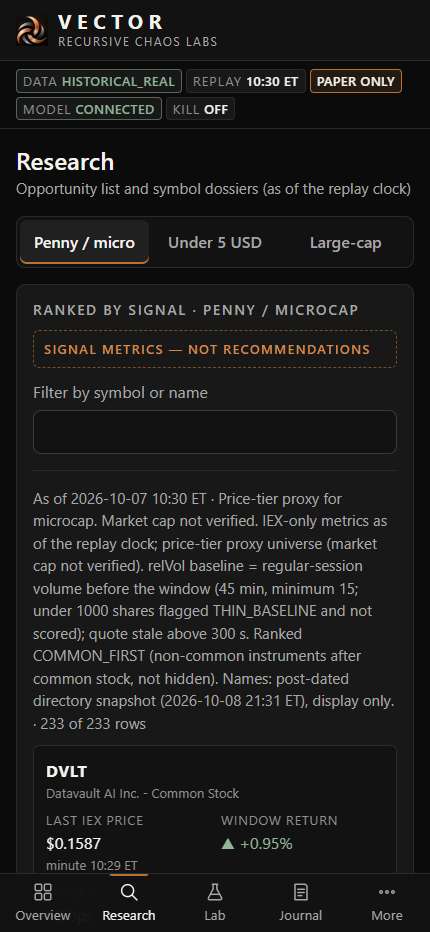 VECTOR
RECURSIVE CHAOS LABS
DATA HISTORICAL_REAL REPLAY 10:30 ET PAPER ONLY
MODEL CONNECTED KILL OFF
Research
Opportunity list and symbol dossiers (as of the replay clock)
Penny / micro Under 5 USD Large-cap
RANKED BY SIGNAL · PENNY / MICROCAP
SIGNAL METRICS — NOT RECOMMENDATIONS
Filter by symbol or name
As of 2026-10-07 10:30 ET · Price-tier proxy for
microcap. Market cap not verified. IEX-only metrics as
of the replay clock; price-tier proxy universe (market
cap not verified). relVol baseline = regular-session
volume before the window (45 min, minimum 15;
under 1000 shares flagged THIN_BASELINE and not
scored); quote stale above 300 s. Ranked
COMMON_FIRST (non-common instruments after
common stock, not hidden). Names: post-dated
directory snapshot (2026-10-08 21:31 ET), display only.
· 233 of 233 rows
DVLT
Datavault AI Inc. - Common Stock
LAST IEX PRICE WINDOW RETURN
$0.1587 ▲ +0.95%
minute 10:29 ET
Overview Research Lab Journal More